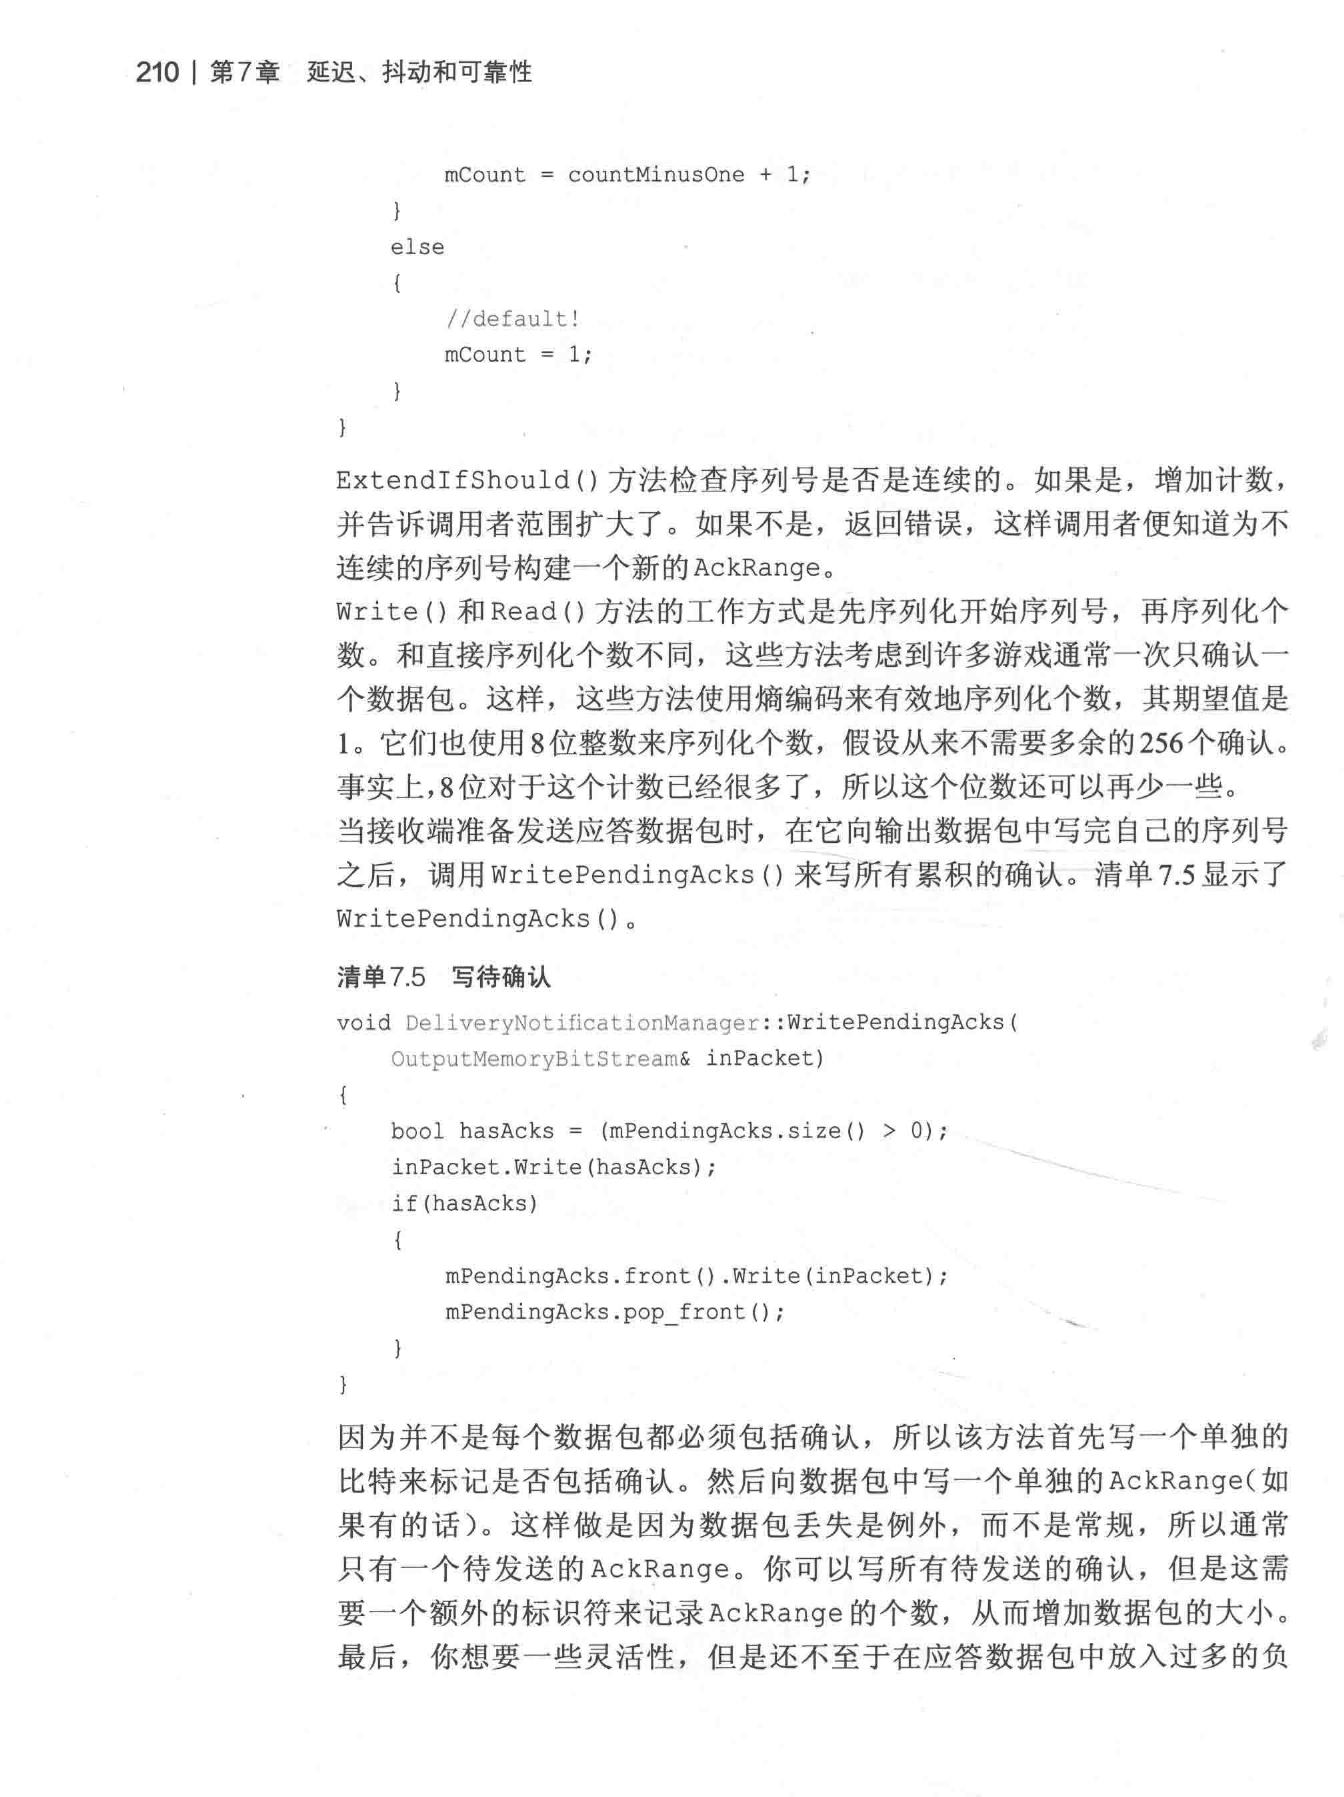 210 | 第7章 延迟、抖动和可靠性
mCount = countMinusOne + 1;
}
else
{
//default!
mCount = 1;
}
}
ExtendIfShould()方法检查序列号是否是连续的。如果是，增加计数，
并告诉调用者范围扩大了。如果不是，返回错误，这样调用者便知道为不
连续的序列号构建一个新的AckRange。
Write()和Read()方法的工作方式是先序列化开始序列号，再序列化个
数。和直接序列化个数不同，这些方法考虑到许多游戏通常一次只确认一
个数据包。这样，这些方法使用熵编码来有效地序列化个数，其期望值是
1。它们也使用8位整数来序列化个数，假设从来不需要多余的256个确认。
事实上，8位对于这个计数已经很多了，所以这个位数还可以再少一些。
当接收端准备发送应答数据包时，在它向输出数据包中写完自己的序列号
之后，调用WritePendingAcks()来写所有累积的确认。清单7.5显示了
WritePendingAcks()。
清单7.5 写待确认
void DeliveryNotificationManager::WritePendingAcks(
OutputMemoryBitStream& inPacket)
{
bool hasAcks = (mPendingAcks.size() > 0);
inPacket.Write(hasAcks);
if(hasAcks)
{
mPendingAcks.front().Write(inPacket);
mPendingAcks.pop_front();
}
}
因为并不是每个数据包都必须包括确认，所以该方法首先写一个单独的
比特来标记是否包括确认。然后向数据包中写一个单独的AckRange(如
果有的话)。这样做是因为数据包丢失是例外，而不是常规，所以通常
只有一个待发送的AckRange。你可以写所有待发送的确认，但是这需
要一个额外的标识符来记录AckRange的个数，从而增加数据包的大小。
最后，你想要一些灵活性，但是还不至于在应答数据包中放入过多的负